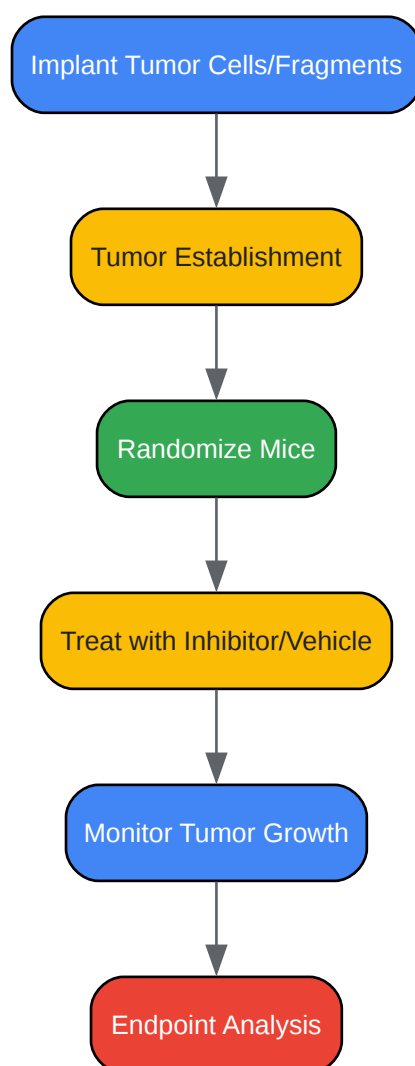 Implant Tumor Cells/Fragments
Tumor Establishment
Randomize Mice
Treat with Inhibitor/Vehicle
Monitor Tumor Growth
Endpoint Analysis